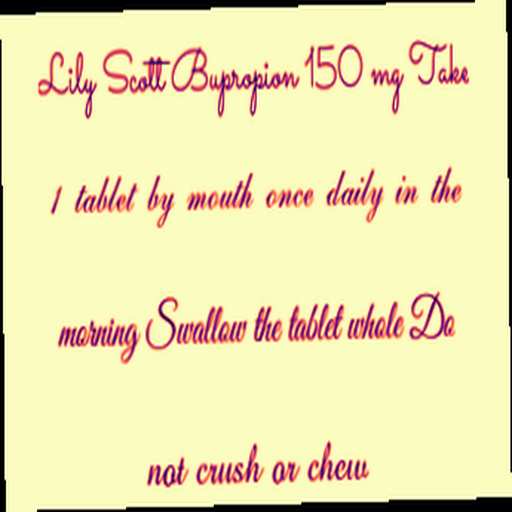 Lily Scott Bupropion 150 mg Take
1 tablet by mouth once daily in the
morning Swallow the tablet whole Do
not crush or chew